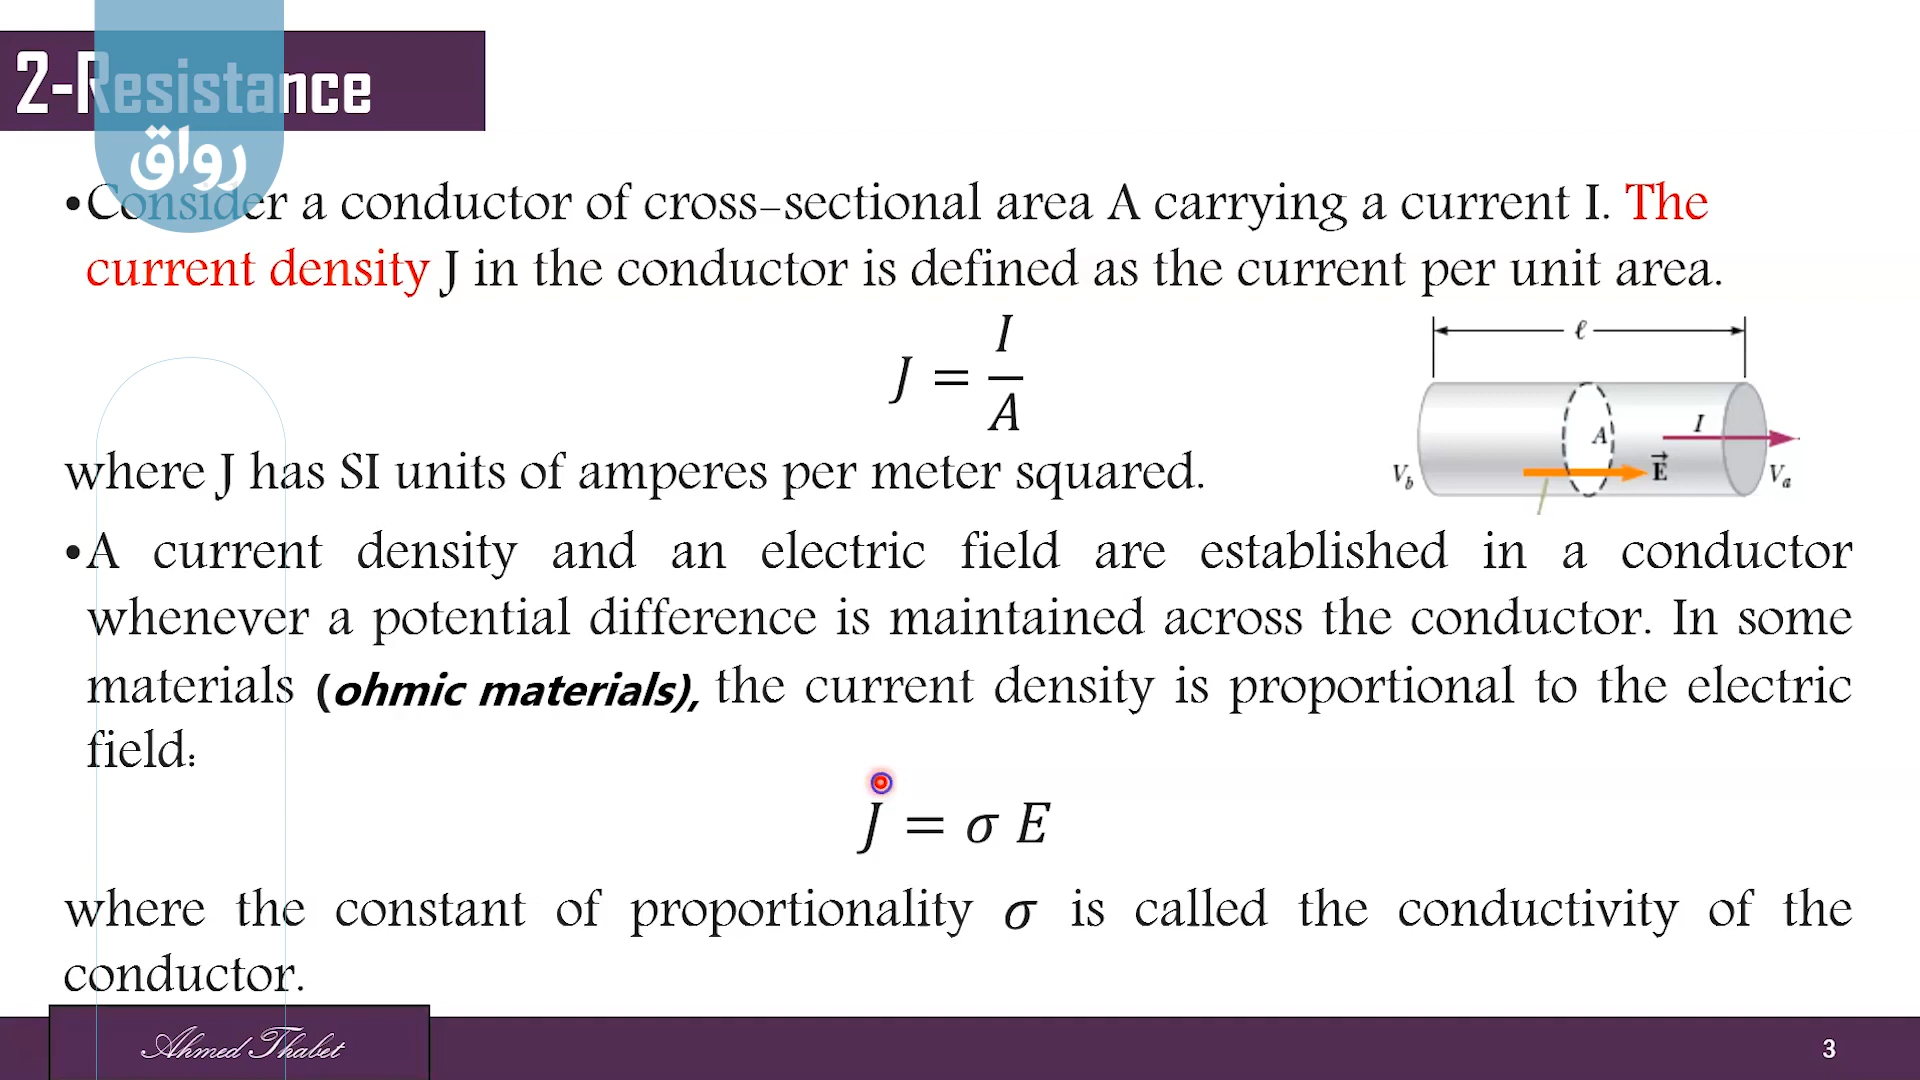 2-Resistance
رواق
•Consider a conductor of cross-sectional area A carrying a current I. The
current density J in the conductor is defined as the current per unit area.
J = I/A
ℓ
A
I
E⃗
V_b
V_a
where J has SI units of amperes per meter squared.
•A current density and an electric field are established in a conductor
whenever a potential difference is maintained across the conductor. In some
materials (ohmic materials), the current density is proportional to the electric
field:
J = σ E
where the constant of proportionality σ is called the conductivity of the
conductor.
Ahmed Thabet
3